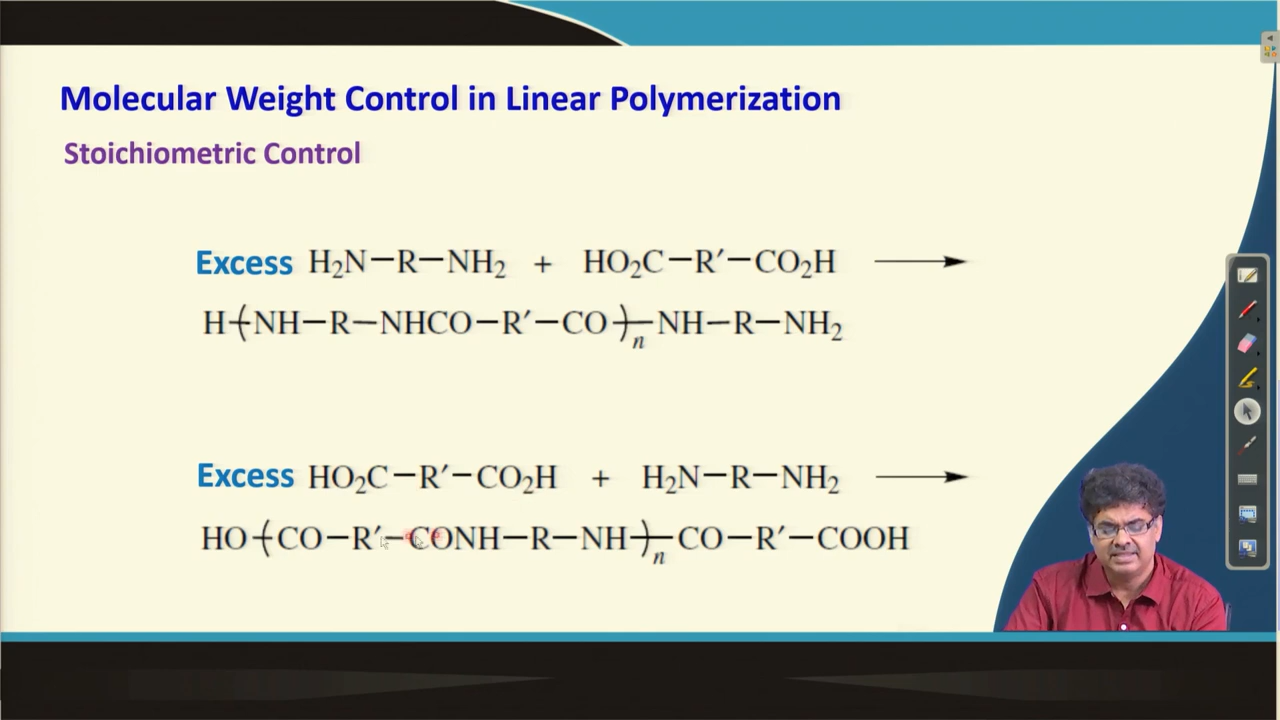 Molecular Weight Control in Linear Polymerization
Stoichiometric Control
Excess H₂N−R−NH₂ + HO₂C−R′−CO₂H ⟶
H(NH−R−NHCO−R′−CO)ₙNH−R−NH₂
Excess HO₂C−R′−CO₂H + H₂N−R−NH₂ ⟶
HO(CO−R′−CONH−R−NH)ₙCO−R′−COOH